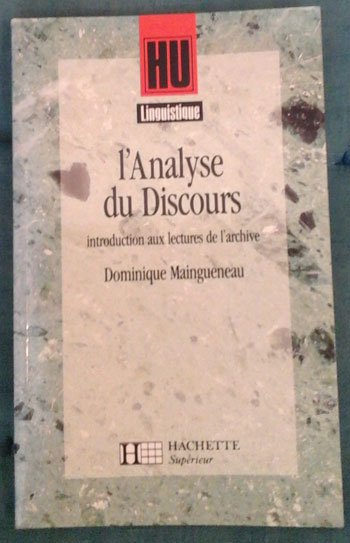 HU
Linguistique
l'Analyse
du Discours
introduction aux lectures de l'archive
Dominique Maingueneau
H HACHETTE
Supérieur